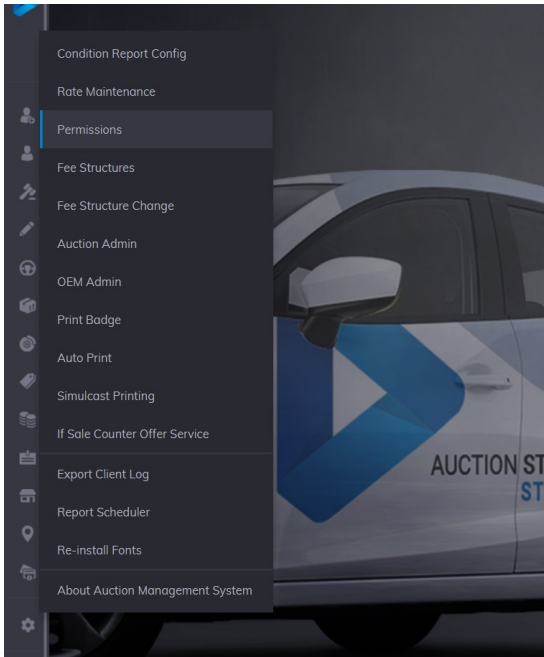 Condition Report Config
Rate Maintenance
Permissions
Fee Structures
Fee Structure Change
Auction Admin
OEM Admin
Print Badge
Auto Print
Simulcast Printing
If Sale Counter Offer Service
Export Client Log
Report Scheduler
Re-install Fonts
About Auction Management System
AUCTION ST
ST